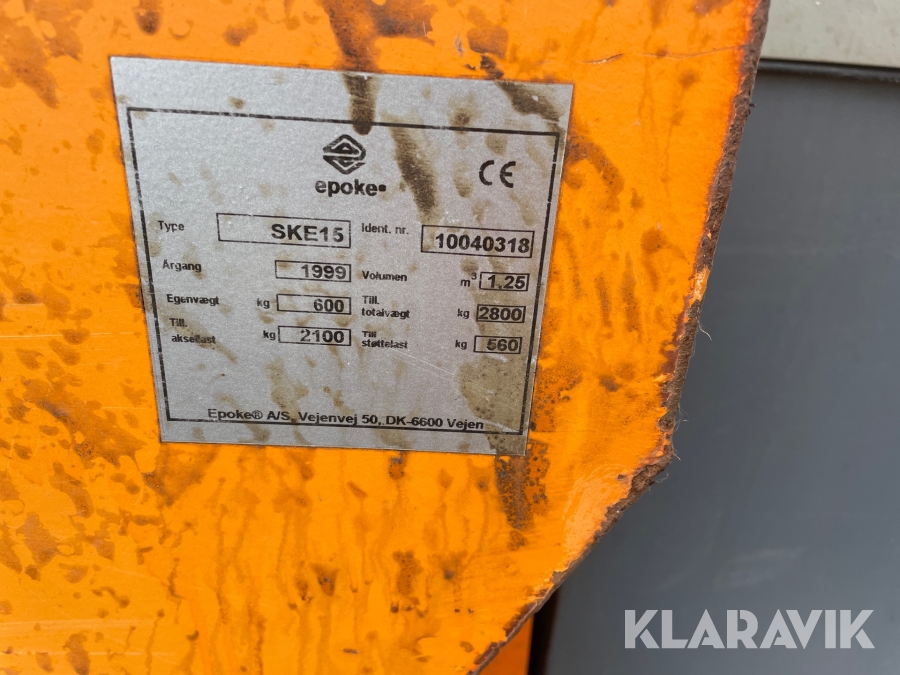 epoke®
CE
Type SKE15 Ident. nr. 10040318
Årgang 1999 Volumen m³ 1.25
Egenvægt kg 600 Till. totalvægt kg 2800
Till. aksellast kg 2100 Till støttelast kg 560
Epoke® A/S, Vejenvej 50, DK-6600 Vejen
KLARAVIK